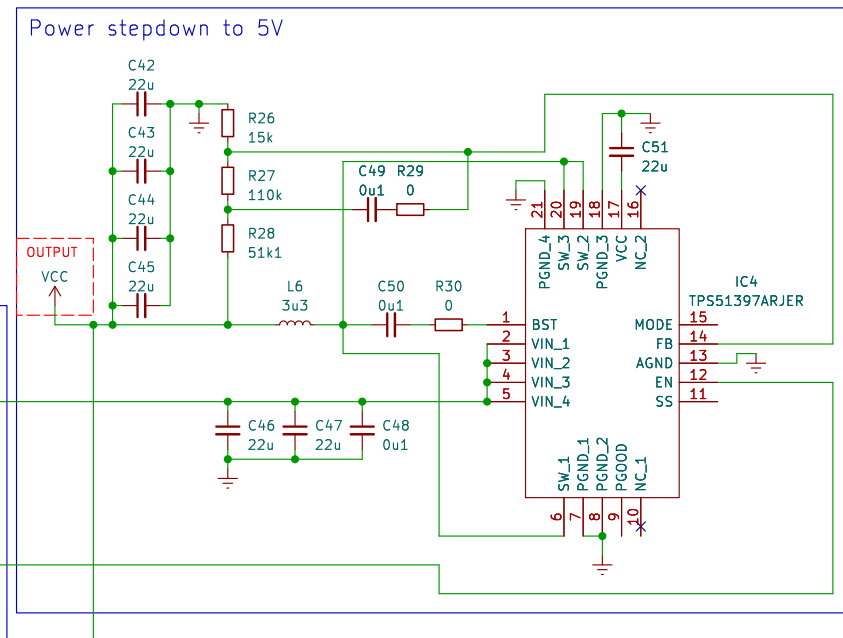 Power stepdown to 5V
C42
22u
C43
22u
C44
22u
C45
22u
R26
15k
R27
110k
R28
51k1
C49 R29
0u1 0
C51
22u
OUTPUT
VCC
L6
3u3
C50 R30
0u1 0
IC4
TPS51397ARJER
21 20 19 18 17 16
PGND_4 SW_3 SW_2 PGND_3 VCC NC_2
1 BST
2 VIN_1
3 VIN_2
4 VIN_3
5 VIN_4
MODE 15
FB 14
AGND 13
EN 12
SS 11
SW_1 PGND_1 PGND_2 PGOOD NC_1
6 7 8 9 10
C46
22u
C47
22u
C48
0u1